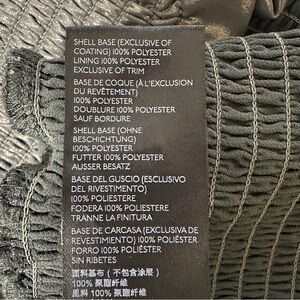 SHELL BASE (EXCLUSIVE OF
COATING) 100% POLYESTER
LINING 100% POLYESTER
EXCLUSIVE OF TRIM
BASE DE COQUE (À L'EXCLUSION
DU REVÊTEMENT)
100% POLYESTER
DOUBLURE 100% POLYESTER
SAUF BORDURE
SHELL BASE (OHNE
BESCHICHTUNG)
100% POLYESTER
FUTTER 100% POLYESTER
AUSSER BESATZ
BASE DEL GUSCIO (ESCLUSIVO
DEL RIVESTIMENTO)
100% POLIESTERE
FODERA 100% POLIESTERE
TRANNE LA FINITURA
BASE DE CARCASA (EXCLUSIVA DE
REVESTIMIENTO) 100% POLIÉSTER
FORRO 100% POLIÉSTER
SIN RIBETES
面料基布（不包含涂层）
100% 聚酯纤维
里料 100% 聚酯纤维